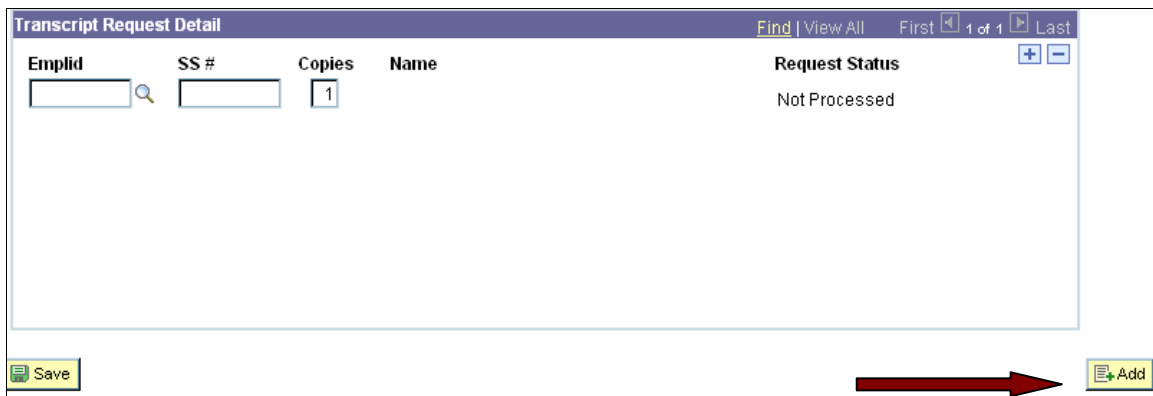 Transcript Request Detail Find | View All First 1 of 1 Last
Emplid SS # Copies Name Request Status
1 Not Processed
Save Add